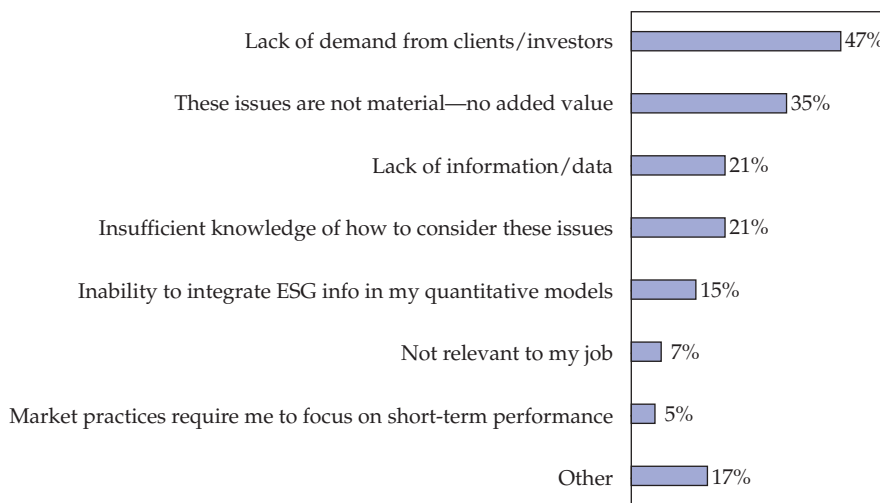 Lack of demand from clients/investors 47%
These issues are not material—no added value 35%
Lack of information/data 21%
Insufficient knowledge of how to consider these issues 21%
Inability to integrate ESG info in my quantitative models 15%
Not relevant to my job 7%
Market practices require me to focus on short-term performance 5%
Other 17%